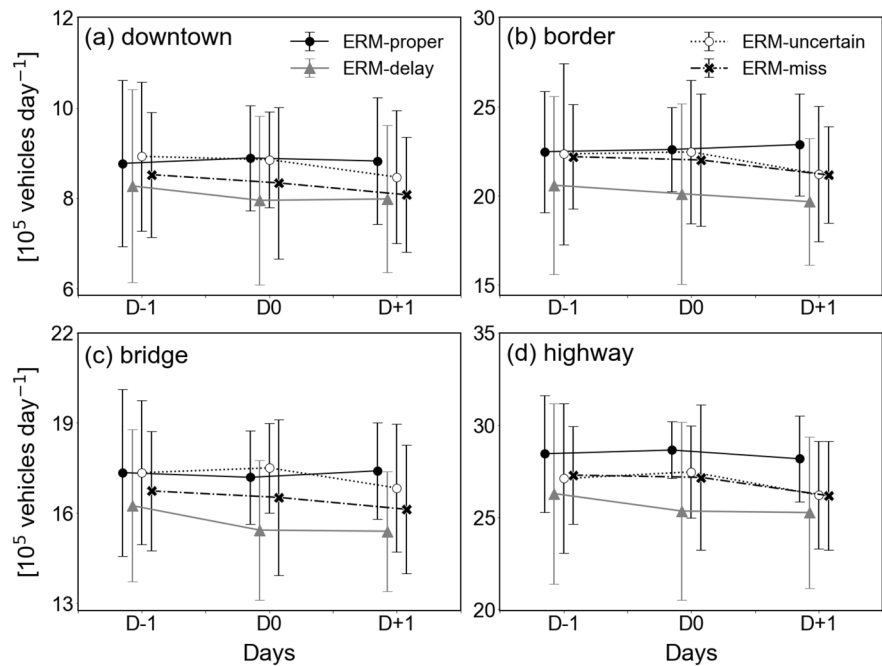 (a) downtown
ERM-proper
ERM-delay
(b) border
ERM-uncertain
ERM-miss
12
10
8
6
30
25
20
15
[10⁵ vehicles day⁻¹]
D-1 D0 D+1
D-1 D0 D+1
(c) bridge
(d) highway
22
19
16
13
35
30
25
20
[10⁵ vehicles day⁻¹]
D-1 D0 D+1
D-1 D0 D+1
Days
Days